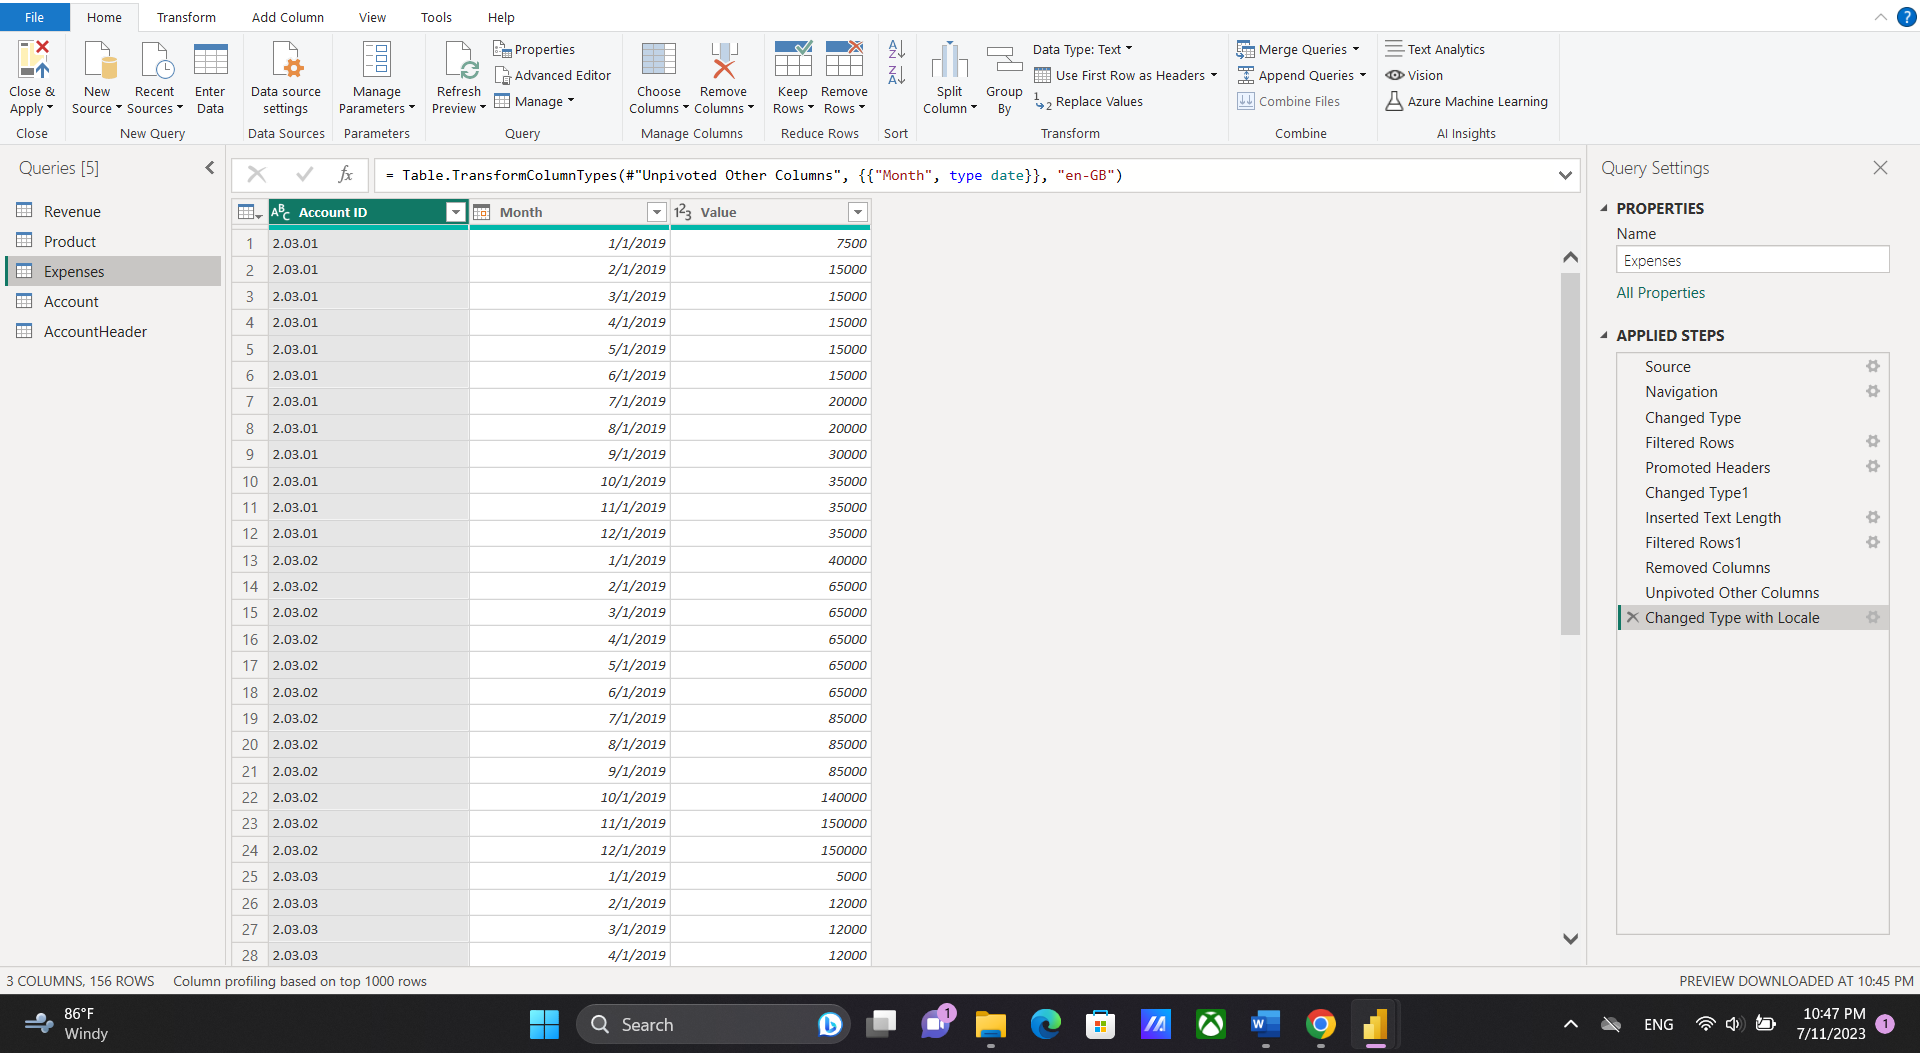 File Home Transform Add Column View Tools Help ?
Close & Apply
Close
New Source
Recent Sources
Enter Data
New Query
Data source settings
Data Sources
Manage Parameters
Parameters
Refresh Preview
Properties
Advanced Editor
Manage
Query
Choose Columns
Remove Columns
Manage Columns
Keep Rows
Remove Rows
Reduce Rows
Sort
Split Column
Group By
Data Type: Text
Use First Row as Headers
Replace Values
Transform
Merge Queries
Append Queries
Combine Files
Combine
Text Analytics
Vision
Azure Machine Learning
AI Insights
Queries [5]
Revenue
Product
Expenses
Account
AccountHeader
fx = Table.TransformColumnTypes(#"Unpivoted Other Columns", {{"Month", type date}}, "en-GB")
ABC Account ID Month 123 Value
1 2.03.01 1/1/2019 7500
2 2.03.01 2/1/2019 15000
3 2.03.01 3/1/2019 15000
4 2.03.01 4/1/2019 15000
5 2.03.01 5/1/2019 15000
6 2.03.01 6/1/2019 15000
7 2.03.01 7/1/2019 20000
8 2.03.01 8/1/2019 20000
9 2.03.01 9/1/2019 30000
10 2.03.01 10/1/2019 35000
11 2.03.01 11/1/2019 35000
12 2.03.01 12/1/2019 35000
13 2.03.02 1/1/2019 40000
14 2.03.02 2/1/2019 65000
15 2.03.02 3/1/2019 65000
16 2.03.02 4/1/2019 65000
17 2.03.02 5/1/2019 65000
18 2.03.02 6/1/2019 65000
19 2.03.02 7/1/2019 85000
20 2.03.02 8/1/2019 85000
21 2.03.02 9/1/2019 85000
22 2.03.02 10/1/2019 140000
23 2.03.02 11/1/2019 150000
24 2.03.02 12/1/2019 150000
25 2.03.03 1/1/2019 5000
26 2.03.03 2/1/2019 12000
27 2.03.03 3/1/2019 12000
28 2.03.03 4/1/2019 12000
Query Settings
PROPERTIES
Name
Expenses
All Properties
APPLIED STEPS
Source
Navigation
Changed Type
Filtered Rows
Promoted Headers
Changed Type1
Inserted Text Length
Filtered Rows1
Removed Columns
Unpivoted Other Columns
Changed Type with Locale
3 COLUMNS, 156 ROWS Column profiling based on top 1000 rows PREVIEW DOWNLOADED AT 10:45 PM
86°F
Windy
Search
1
ENG
10:47 PM
7/11/2023
1